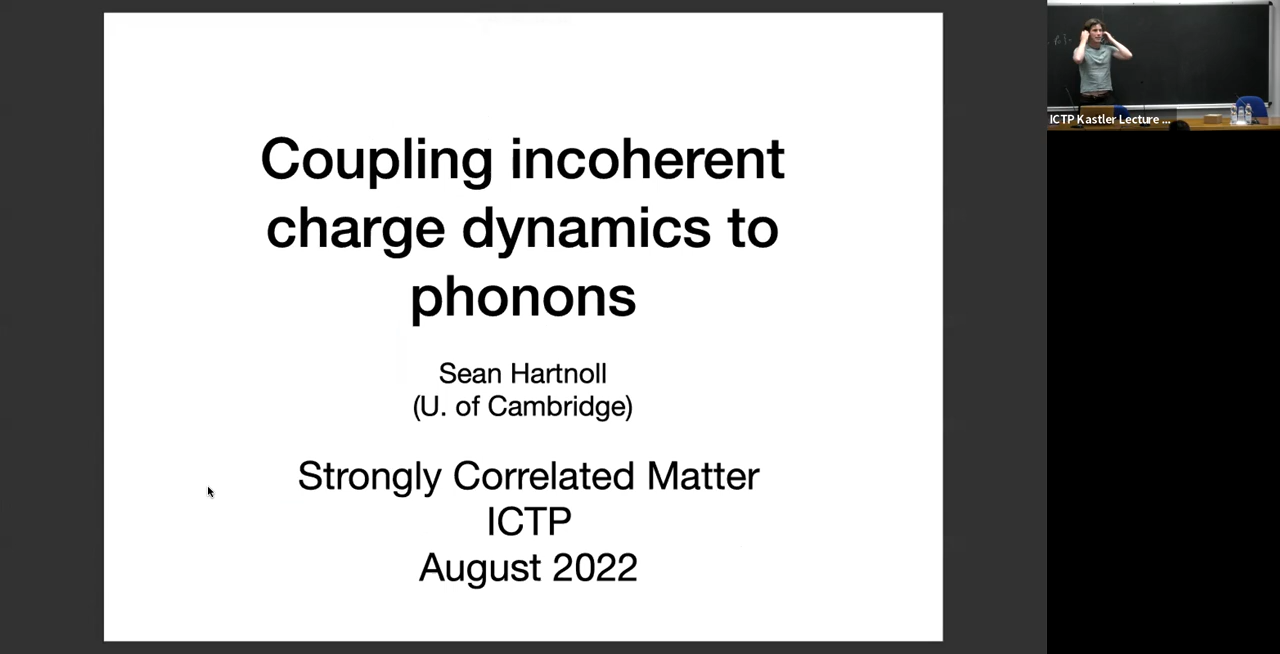 Coupling incoherent
charge dynamics to
phonons
Sean Hartnoll
(U. of Cambridge)
Strongly Correlated Matter
ICTP
August 2022
ICTP Kastler Lecture ...